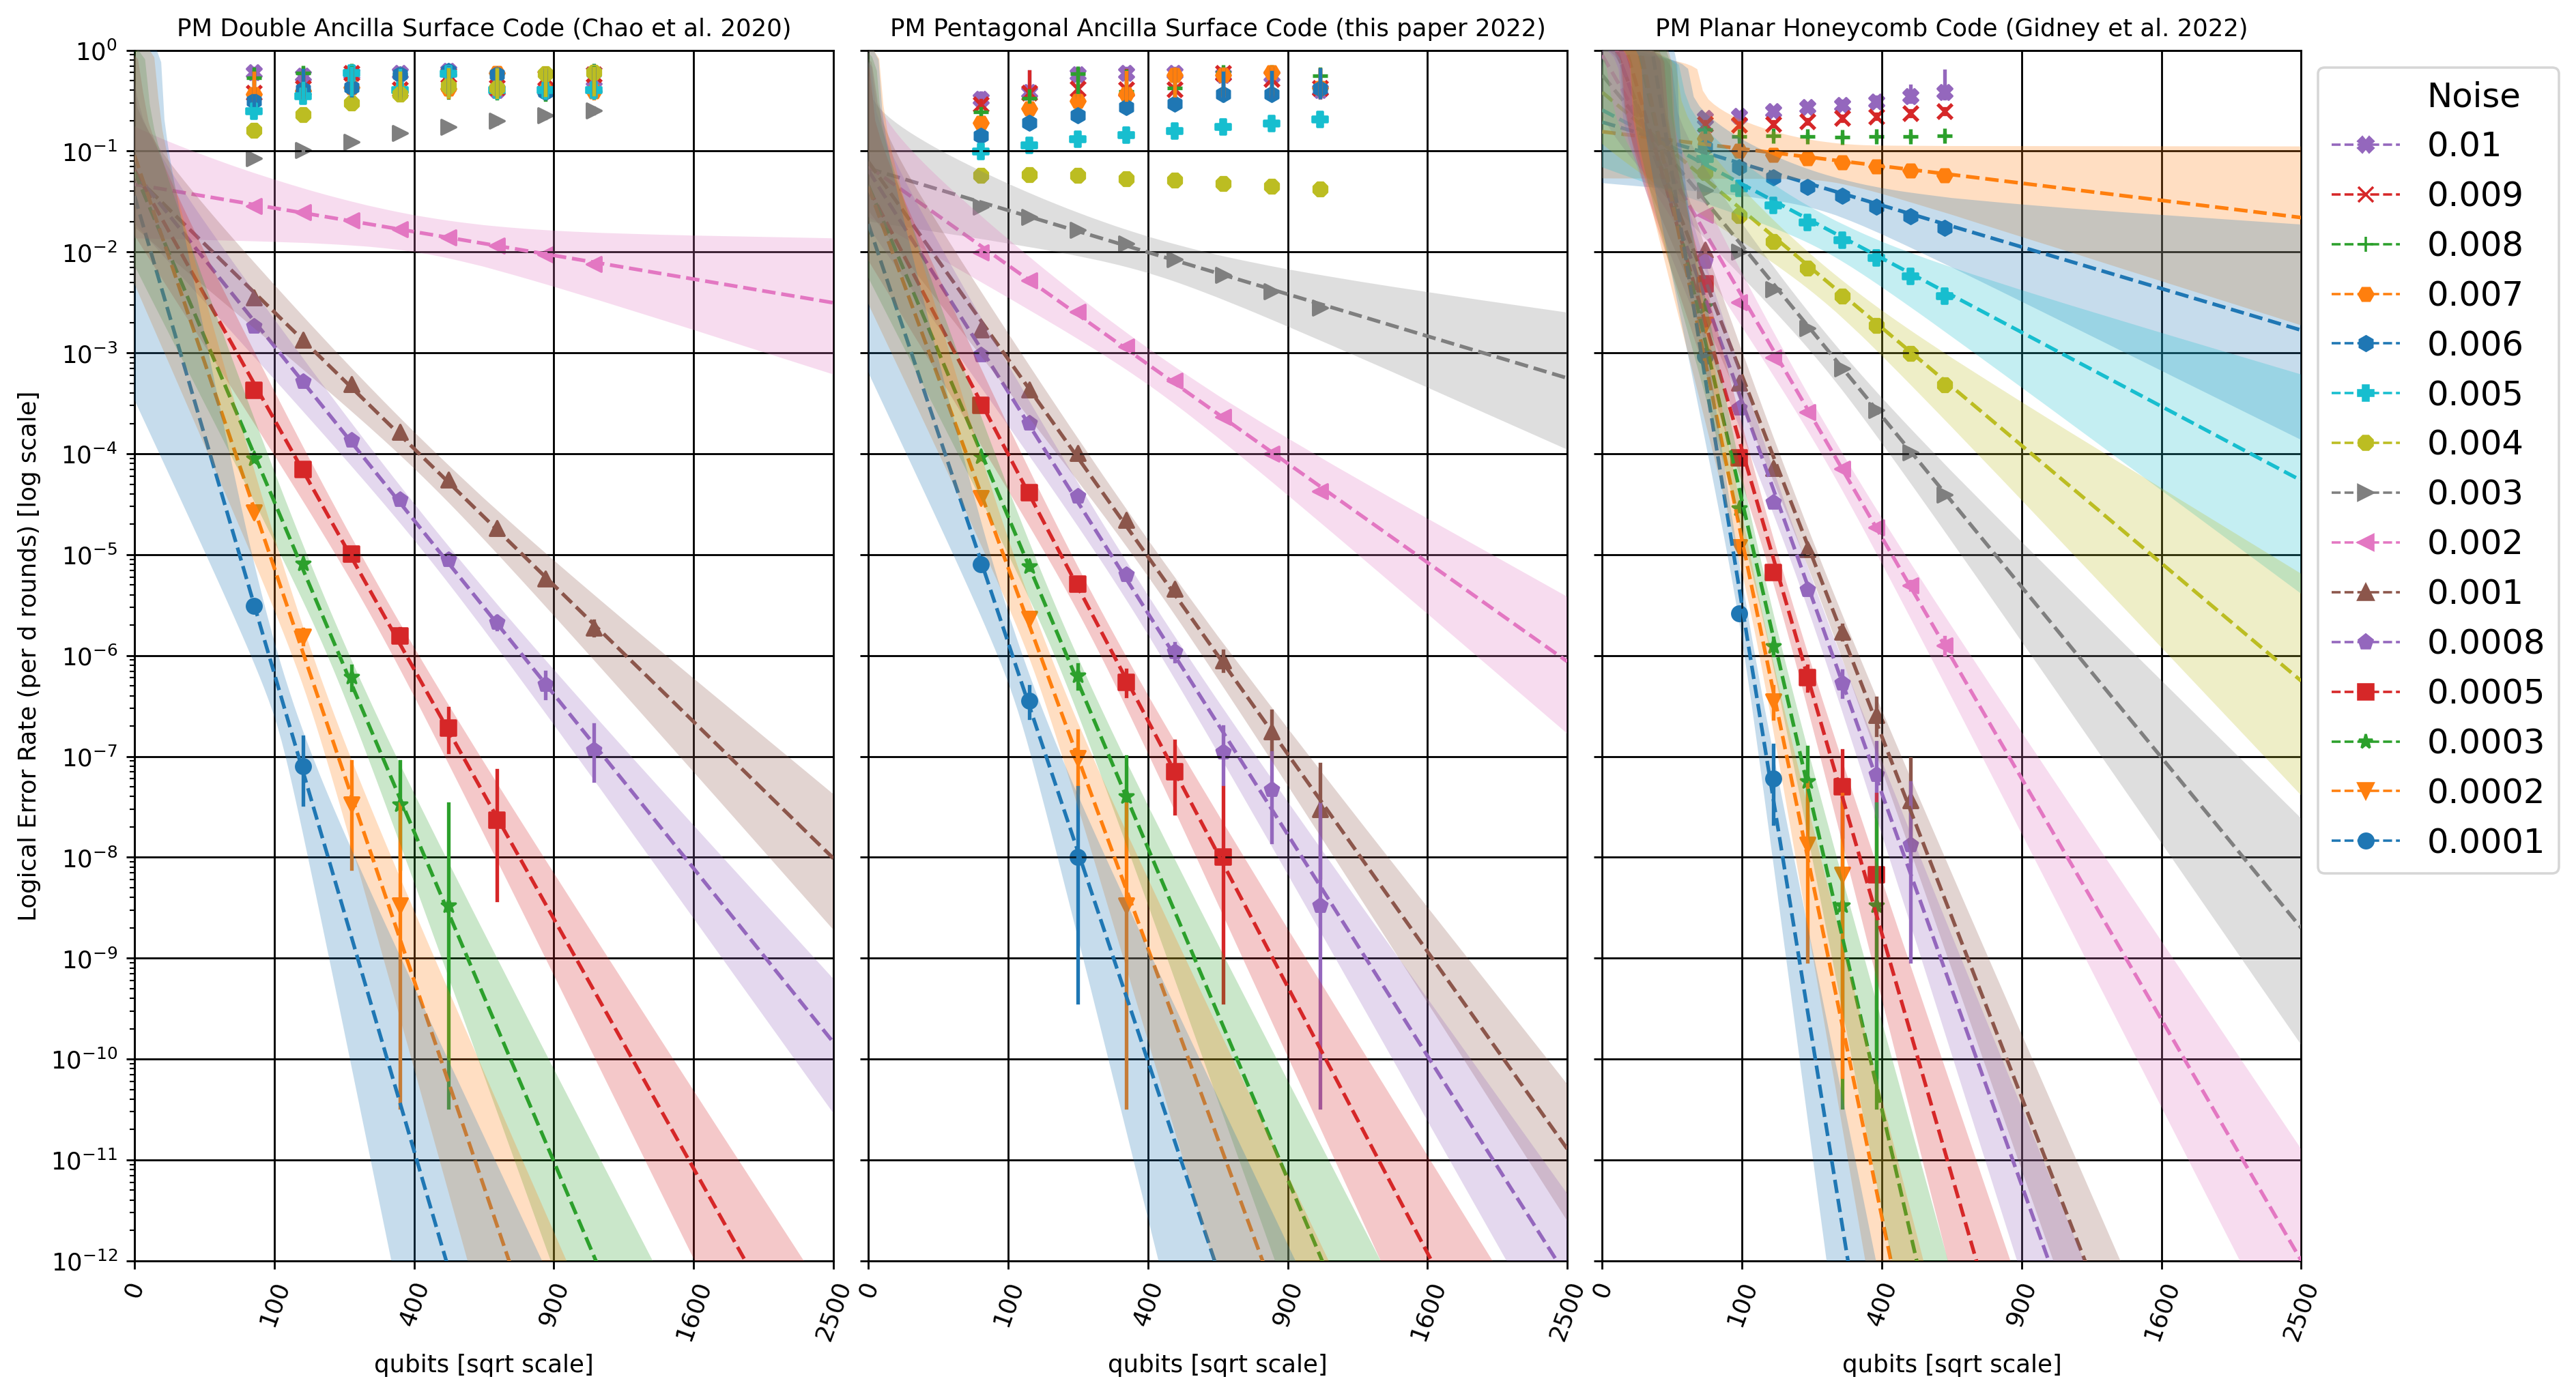 PM Double Ancilla Surface Code (Chao et al. 2020)
PM Pentagonal Ancilla Surface Code (this paper 2022)
PM Planar Honeycomb Code (Gidney et al. 2022)
Logical Error Rate (per d rounds) [log scale]
10⁰
10⁻¹
10⁻²
10⁻³
10⁻⁴
10⁻⁵
10⁻⁶
10⁻⁷
10⁻⁸
10⁻⁹
10⁻¹⁰
10⁻¹¹
10⁻¹²
0 100 400 900 1600 2500
0 100 400 900 1600 2500
0 100 400 900 1600 2500
qubits [sqrt scale]
qubits [sqrt scale]
qubits [sqrt scale]
Noise
0.01
0.009
0.008
0.007
0.006
0.005
0.004
0.003
0.002
0.001
0.0008
0.0005
0.0003
0.0002
0.0001